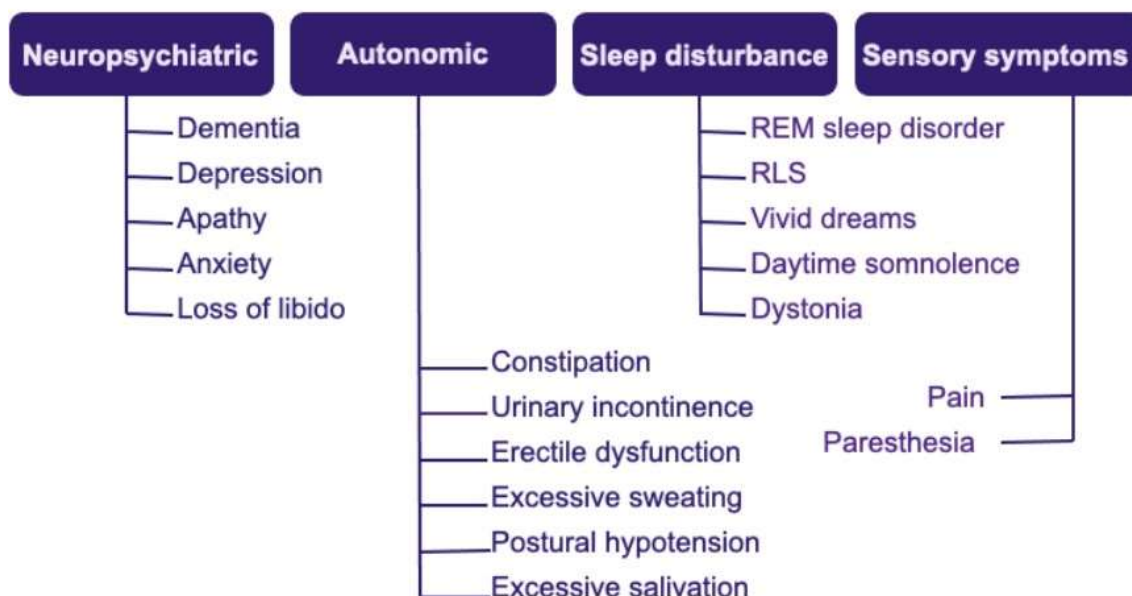 Neuropsychiatric
Autonomic
Sleep disturbance
Sensory symptoms
Dementia
Depression
Apathy
Anxiety
Loss of libido
Constipation
Urinary incontinence
Erectile dysfunction
Excessive sweating
Postural hypotension
Excessive salivation
REM sleep disorder
RLS
Vivid dreams
Daytime somnolence
Dystonia
Pain
Paresthesia